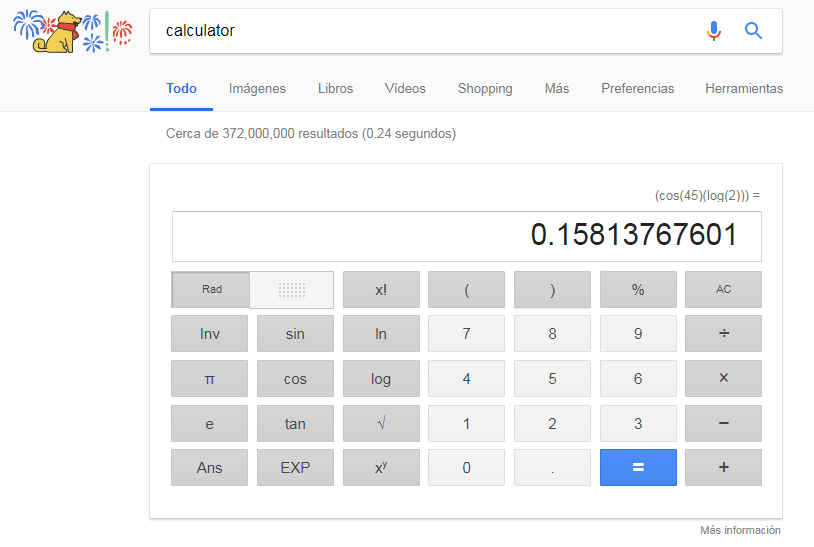 calculator
Todo Imágenes Libros Vídeos Shopping Más Preferencias Herramientas
Cerca de 372,000,000 resultados (0.24 segundos)
(cos(45)(log(2))) =
0.15813767601
Rad x! ( ) % AC
Inv sin ln 7 8 9 ÷
π cos log 4 5 6 ×
e tan √ 1 2 3 −
Ans EXP xʸ 0 . = +
Más información